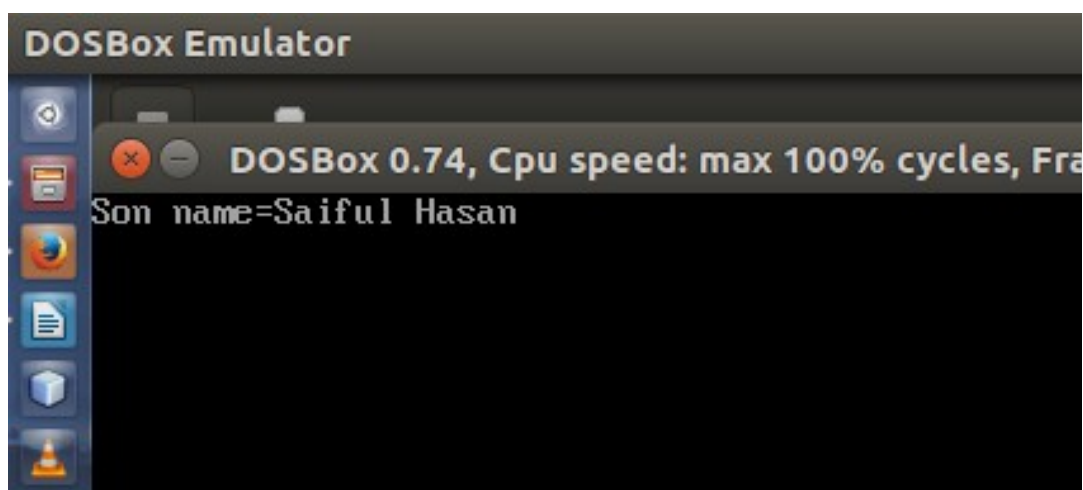 DOSBox Emulator
DOSBox 0.74, Cpu speed: max 100% cycles, Fra
Son name=Saiful Hasan